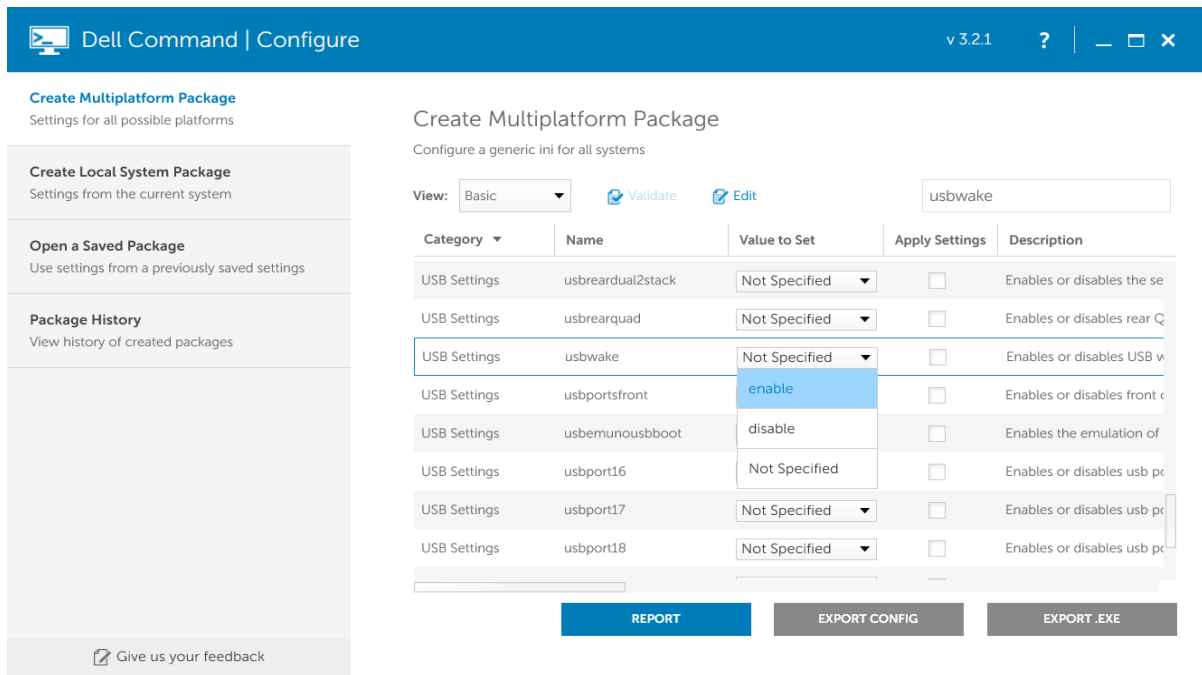 Dell Command | Configure
v 3.2.1
?
Create Multiplatform Package
Settings for all possible platforms
Create Local System Package
Settings from the current system
Open a Saved Package
Use settings from a previously saved settings
Package History
View history of created packages
Give us your feedback
Create Multiplatform Package
Configure a generic ini for all systems
View: Basic Validate Edit usbwake
Category Name Value to Set Apply Settings Description
USB Settings usbreardual2stack Not Specified Enables or disables the se
USB Settings usbrearquad Not Specified Enables or disables rear Q
USB Settings usbwake Not Specified Enables or disables USB w
enable
USB Settings usbportsfront Enables or disables front
disable
USB Settings usbemunousbboot Enables the emulation of
Not Specified
USB Settings usbport16 Enables or disables usb po
USB Settings usbport17 Not Specified Enables or disables usb po
USB Settings usbport18 Not Specified Enables or disables usb po
REPORT EXPORT CONFIG EXPORT .EXE